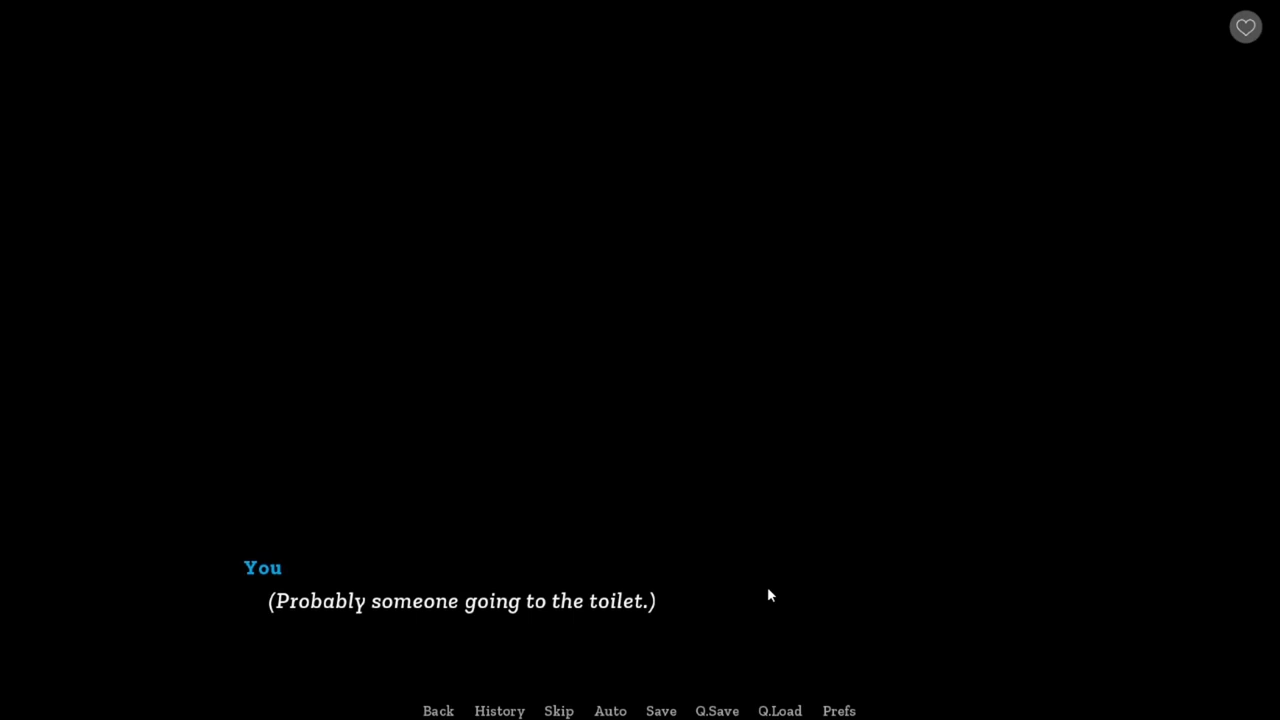 You
(Probably someone going to the toilet.)
Back History Skip Auto Save Q.Save Q.Load Prefs